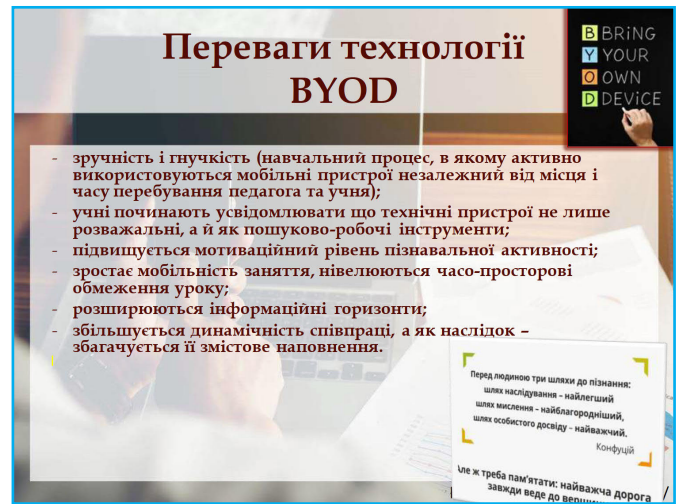 Переваги технології
BYOD
B BRiNG
Y YOUR
O OWN
D DEViCE
- зручність і гнучкість (навчальний процес, в якому активно
використовуються мобільні пристрої незалежний від місця і
часу перебування педагога та учня);
- учні починають усвідомлювати що технічні пристрої не лише
розважальні, а й як пошуково-робочі інструменти;
- підвищується мотиваційний рівень пізнавальної активності;
- зростає мобільність заняття, нівелюються часо-просторові
обмеження уроку;
- розширюються інформаційні горизонти;
- збільшується динамічність співпраці, а як наслідок –
збагачується її змістове наповнення.
Перед людиною три шляхи до пізнання:
шлях наслідування – найлегший
шлях мислення – найблагородніший,
шлях особистого досвіду – найважчий.
Конфуцій
але ж треба пам'ятати: найважча дорога
завжди веде до